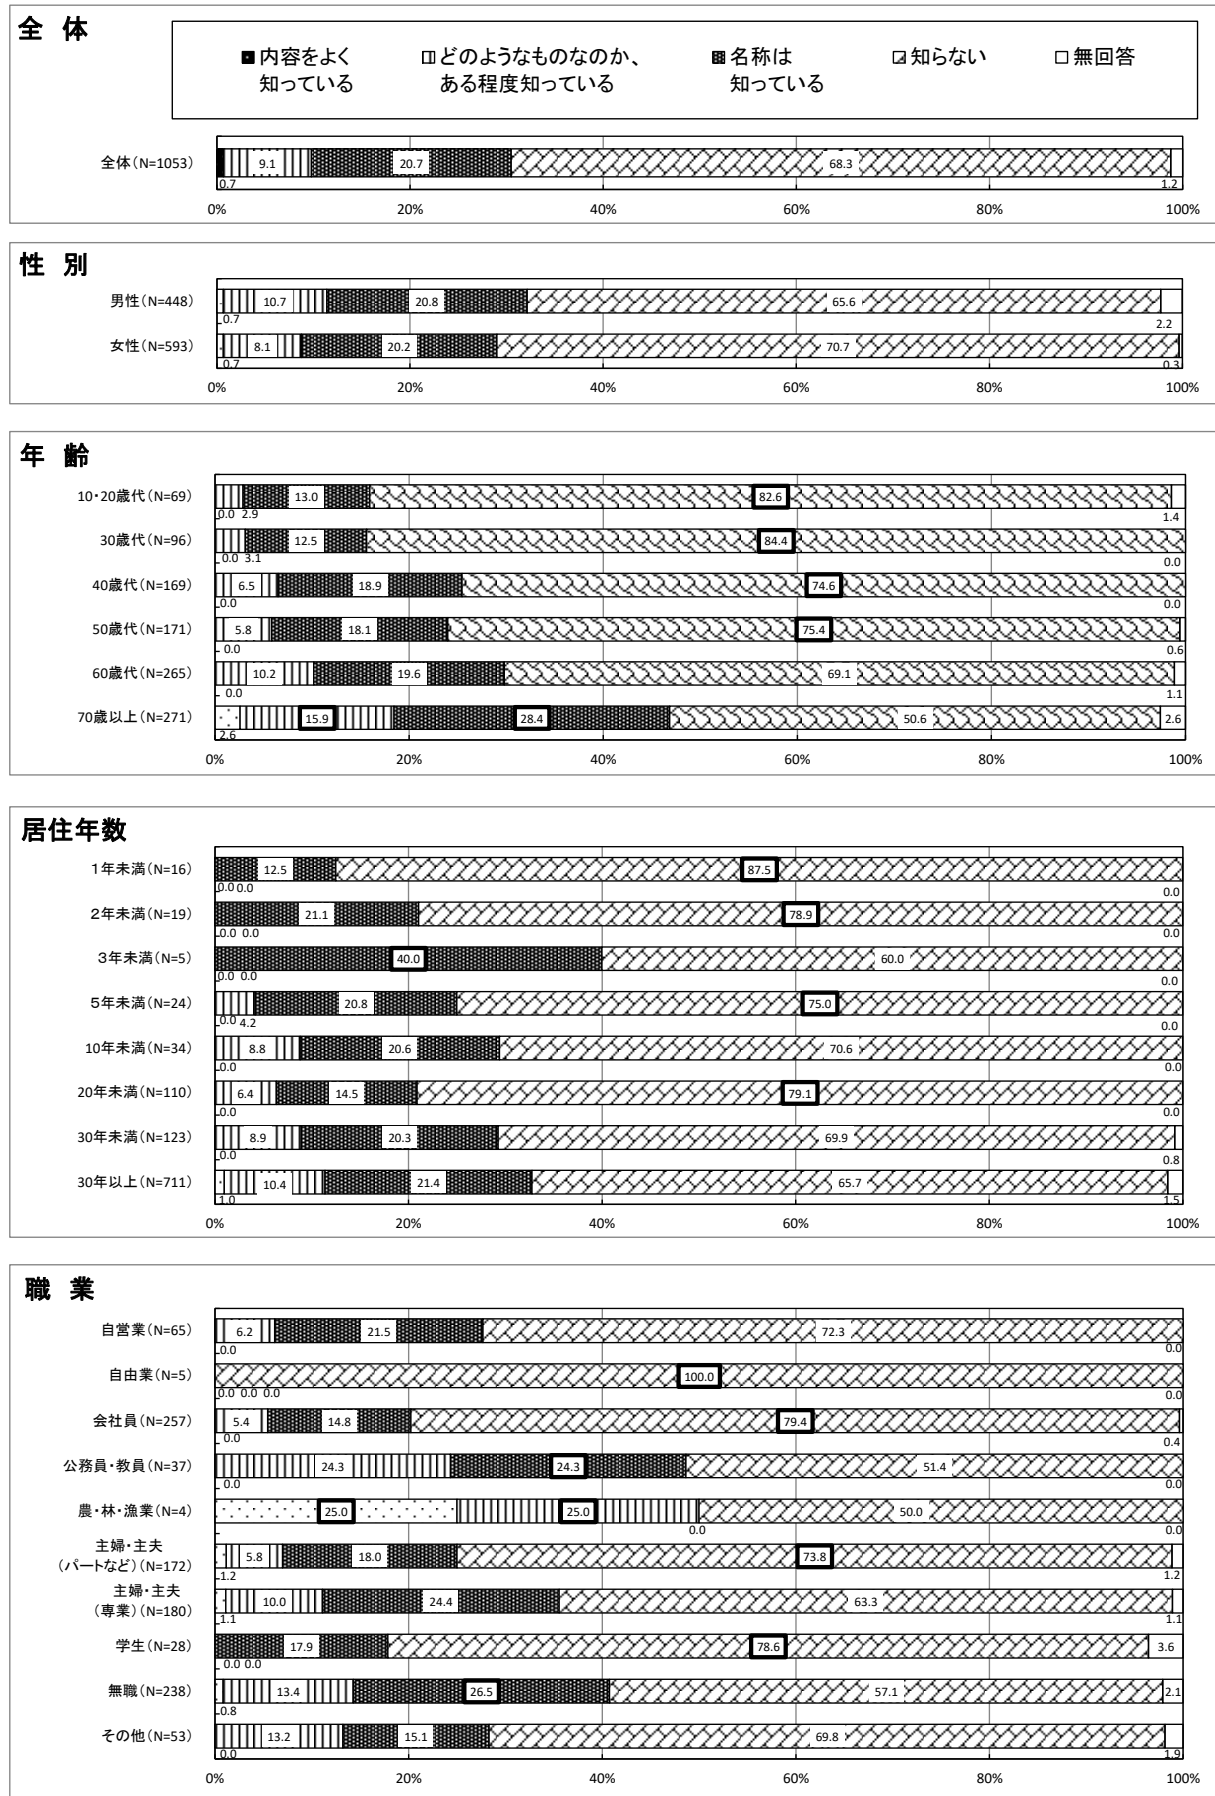 全 体
■内容をよく
知っている
どのようなものなのか、
ある程度知っている
名称は
知っている
知らない
□無回答
全体(N=1053)
9.1 20.7 68.3
0.7 1.2
0% 20% 40% 60% 80% 100%
性 別
男性(N=448)
10.7 20.8 65.6
0.7 2.2
女性(N=593)
8.1 20.2 70.7
0.7 0.3
0% 20% 40% 60% 80% 100%
年 齢
10・20歳代(N=69)
13.0 82.6
0.0 2.9 1.4
30歳代(N=96)
12.5 84.4
0.0 3.1 0.0
40歳代(N=169)
6.5 18.9 74.6
0.0 0.0
50歳代(N=171)
5.8 18.1 75.4
0.0 0.6
60歳代(N=265)
10.2 19.6 69.1
0.0 1.1
70歳以上(N=271)
15.9 28.4 50.6 2.6
2.6
0% 20% 40% 60% 80% 100%
居住年数
1年未満(N=16)
12.5 87.5
0.0 0.0 0.0
2年未満(N=19)
21.1 78.9
0.0 0.0 0.0
3年未満(N=5)
40.0 60.0
0.0 0.0 0.0
5年未満(N=24)
20.8 75.0
0.0 4.2 0.0
10年未満(N=34)
8.8 20.6 70.6
0.0 0.0
20年未満(N=110)
6.4 14.5 79.1
0.0 0.0
30年未満(N=123)
8.9 20.3 69.9
0.0 0.8
30年以上(N=711)
10.4 21.4 65.7
1.0 1.5
0% 20% 40% 60% 80% 100%
職 業
自営業(N=65)
6.2 21.5 72.3
0.0 0.0
自由業(N=5)
100.0
0.0 0.0 0.0 0.0
会社員(N=257)
5.4 14.8 79.4
0.0 0.4
公務員・教員(N=37)
24.3 24.3 51.4
0.0 0.0
農・林・漁業(N=4)
25.0 25.0 50.0
0.0 0.0
主婦・主夫
(パートなど)(N=172)
5.8 18.0 73.8
1.2 1.2
主婦・主夫
(専業)(N=180)
10.0 24.4 63.3
1.1 1.1
学生(N=28)
17.9 78.6 3.6
0.0 0.0
無職(N=238)
13.4 26.5 57.1 2.1
0.8
その他(N=53)
13.2 15.1 69.8
0.0 1.9
0% 20% 40% 60% 80% 100%